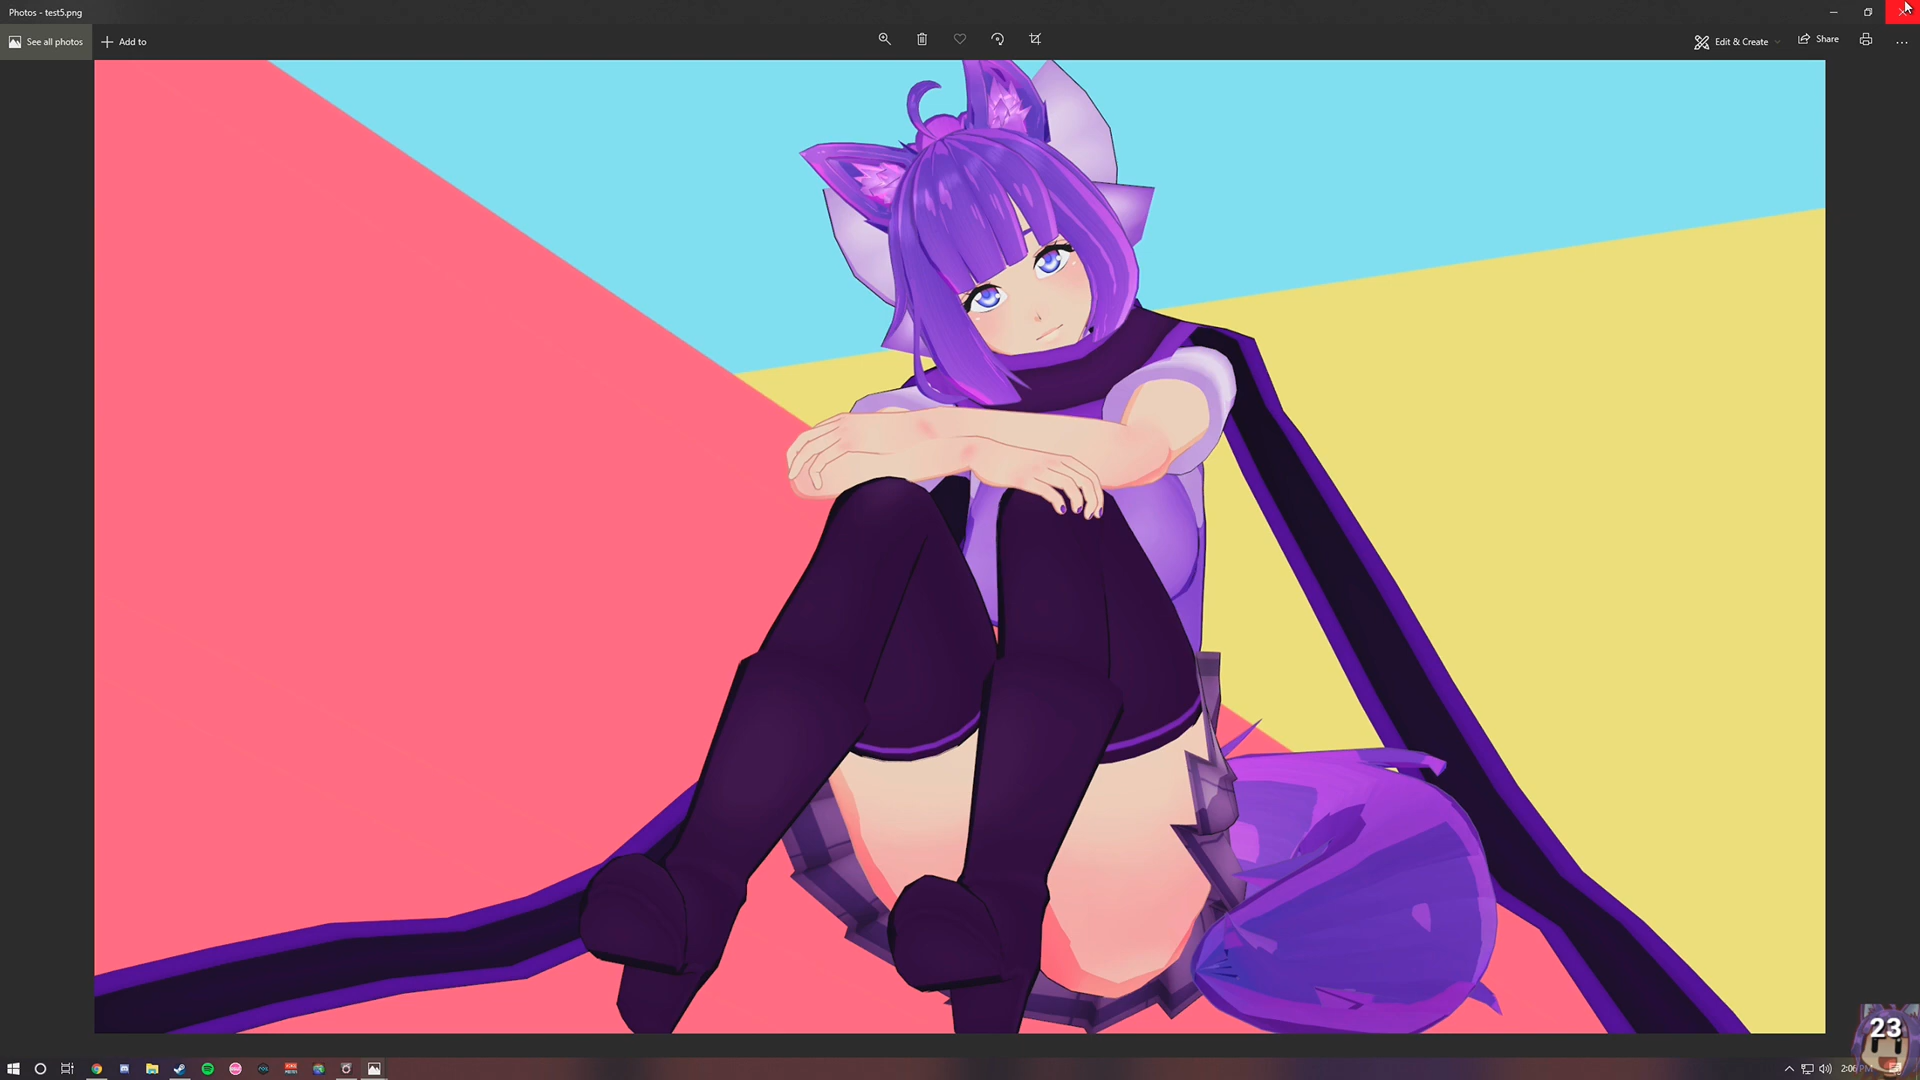 Photos - test5.png
See all photos
Add to
Edit & Create
Share
23